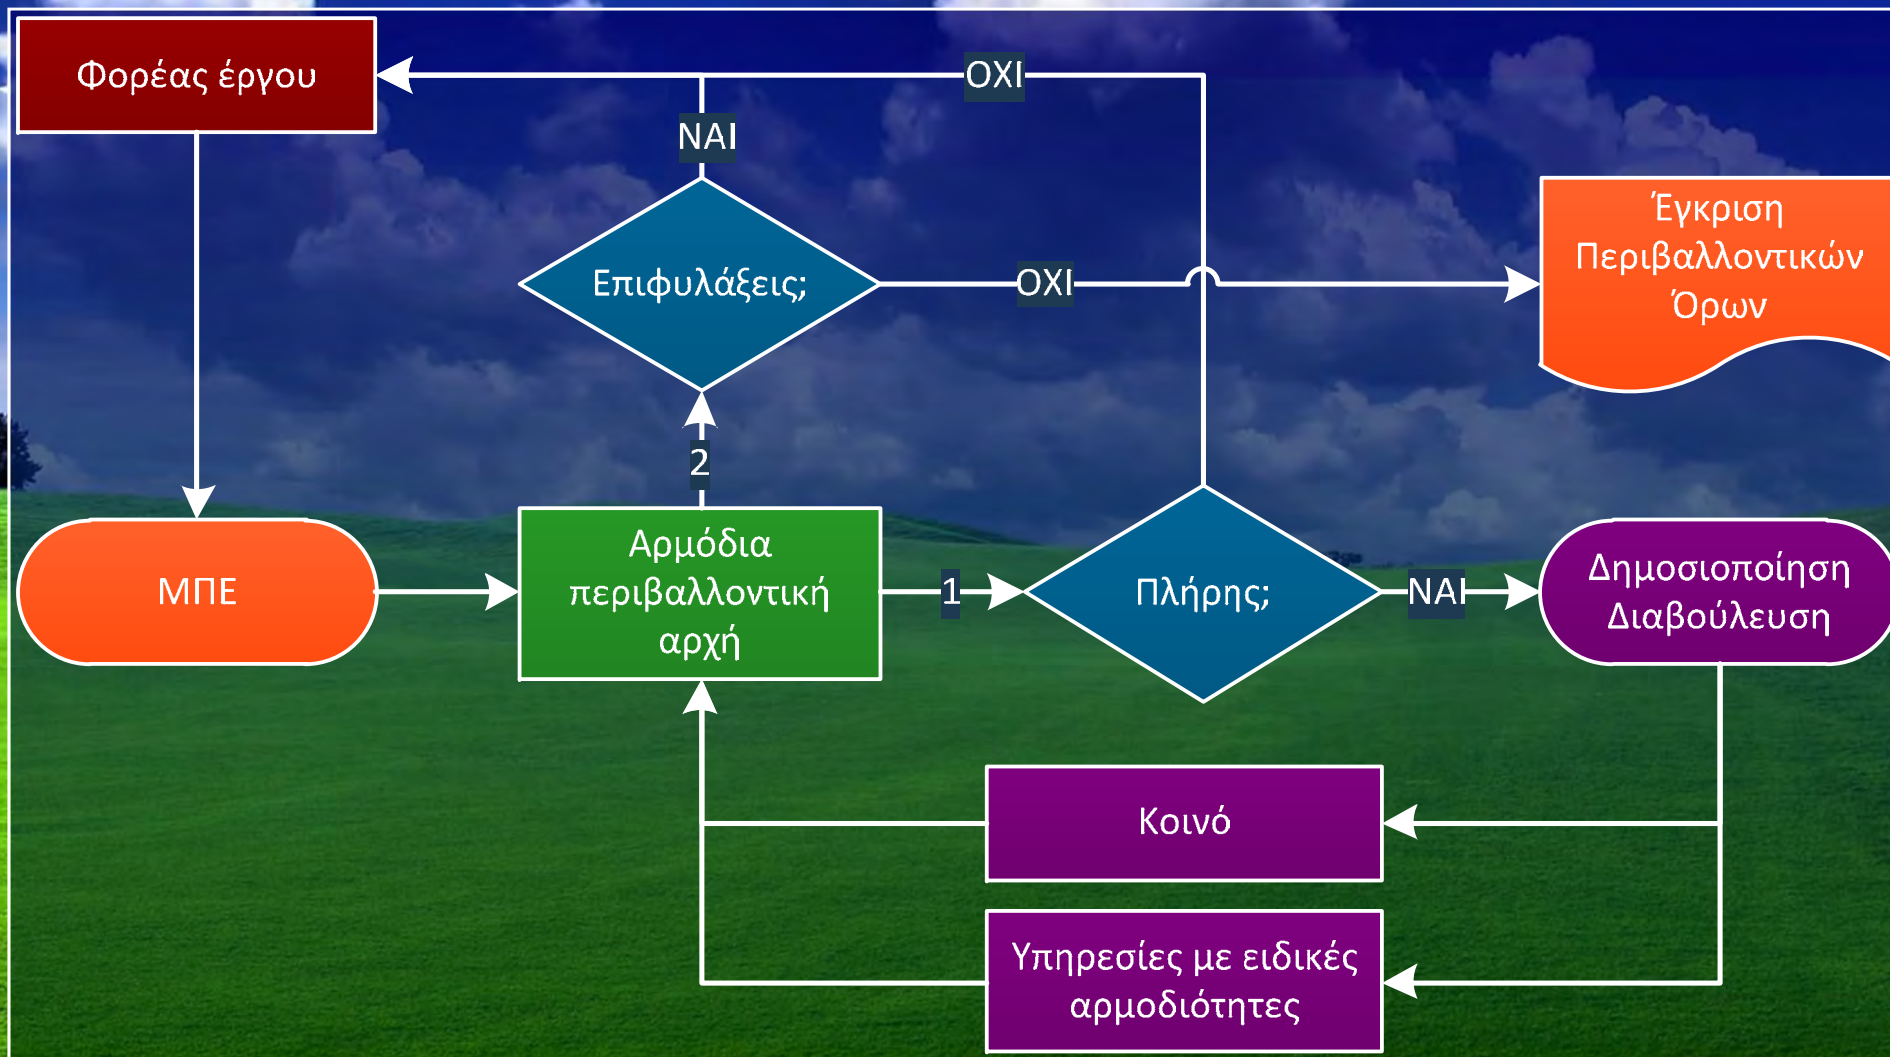 Φορέας έργου
ΟΧΙ
ΝΑΙ
Επιφυλάξεις;
ΟΧΙ
Έγκριση
Περιβαλλοντικών
Όρων
2
ΜΠΕ
Αρμόδια
περιβαλλοντική
αρχή
1
Πλήρης;
ΝΑΙ
Δημοσιοποίηση
Διαβούλευση
Κοινό
Υπηρεσίες με ειδικές
αρμοδιότητες